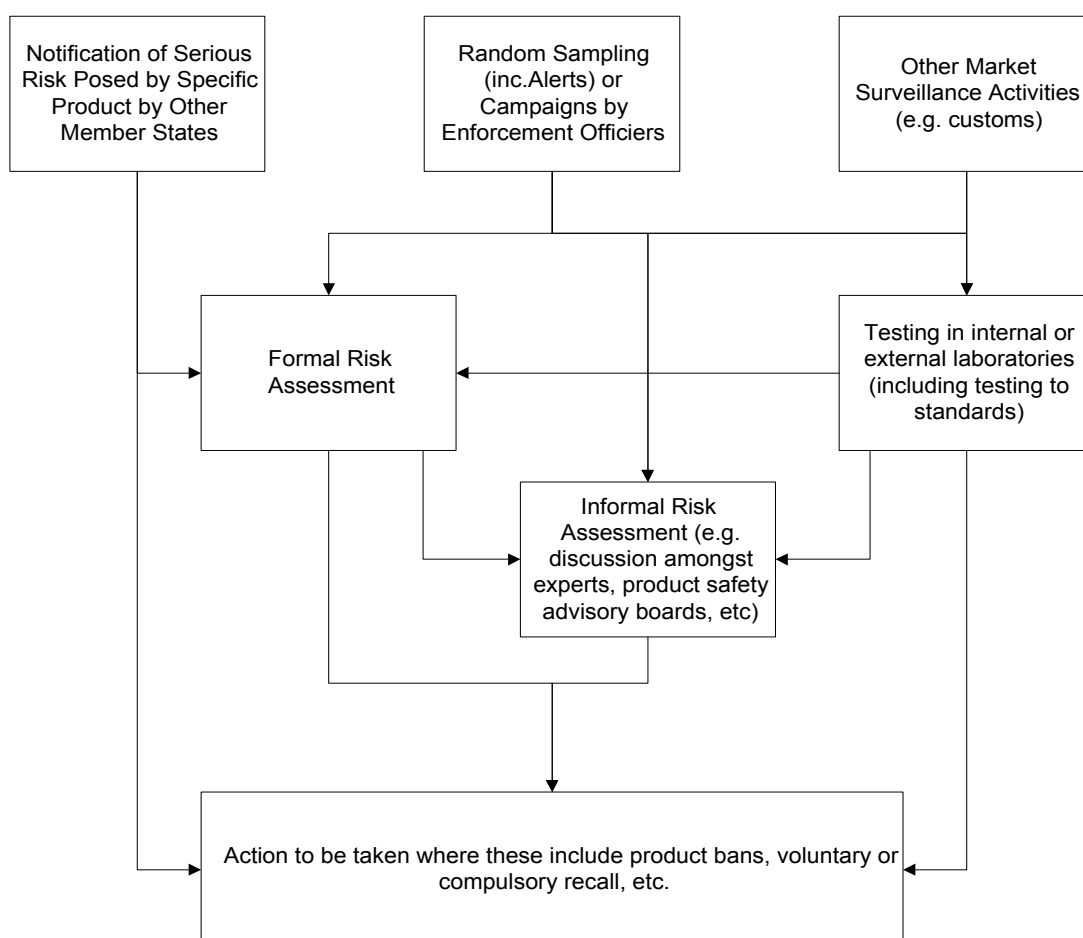 Notification of Serious
Risk Posed by Specific
Product by Other
Member States
Random Sampling
(inc.Alerts) or
Campaigns by
Enforcement Officiers
Other Market
Surveillance Activities
(e.g. customs)
Formal Risk
Assessment
Testing in internal or
external laboratories
(including testing to
standards)
Informal Risk
Assessment (e.g.
discussion amongst
experts, product safety
advisory boards, etc)
Action to be taken where these include product bans, voluntary or
compulsory recall, etc.